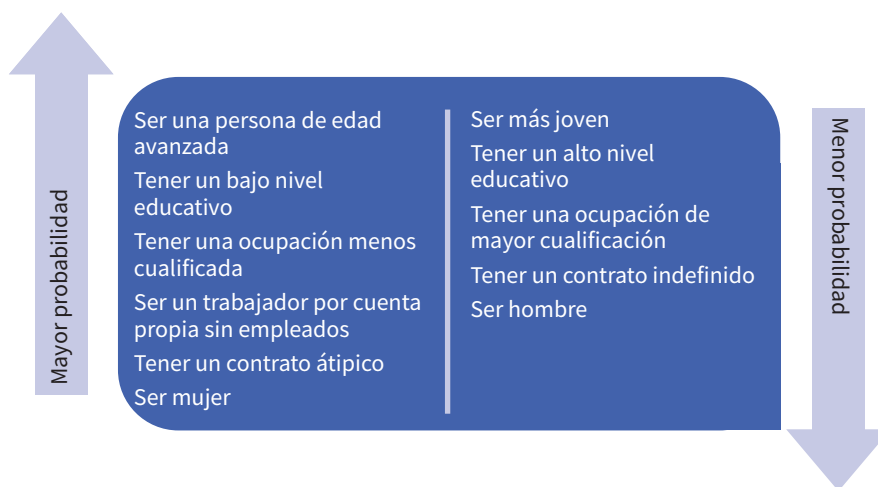 Mayor probabilidad
Ser una persona de edad
avanzada
Tener un bajo nivel
educativo
Tener una ocupación menos
cualificada
Ser un trabajador por cuenta
propia sin empleados
Tener un contrato átipico
Ser mujer
Ser más joven
Tener un alto nivel
educativo
Tener una ocupación de
mayor cualificación
Tener un contrato indefinido
Ser hombre
Menor probabilidad